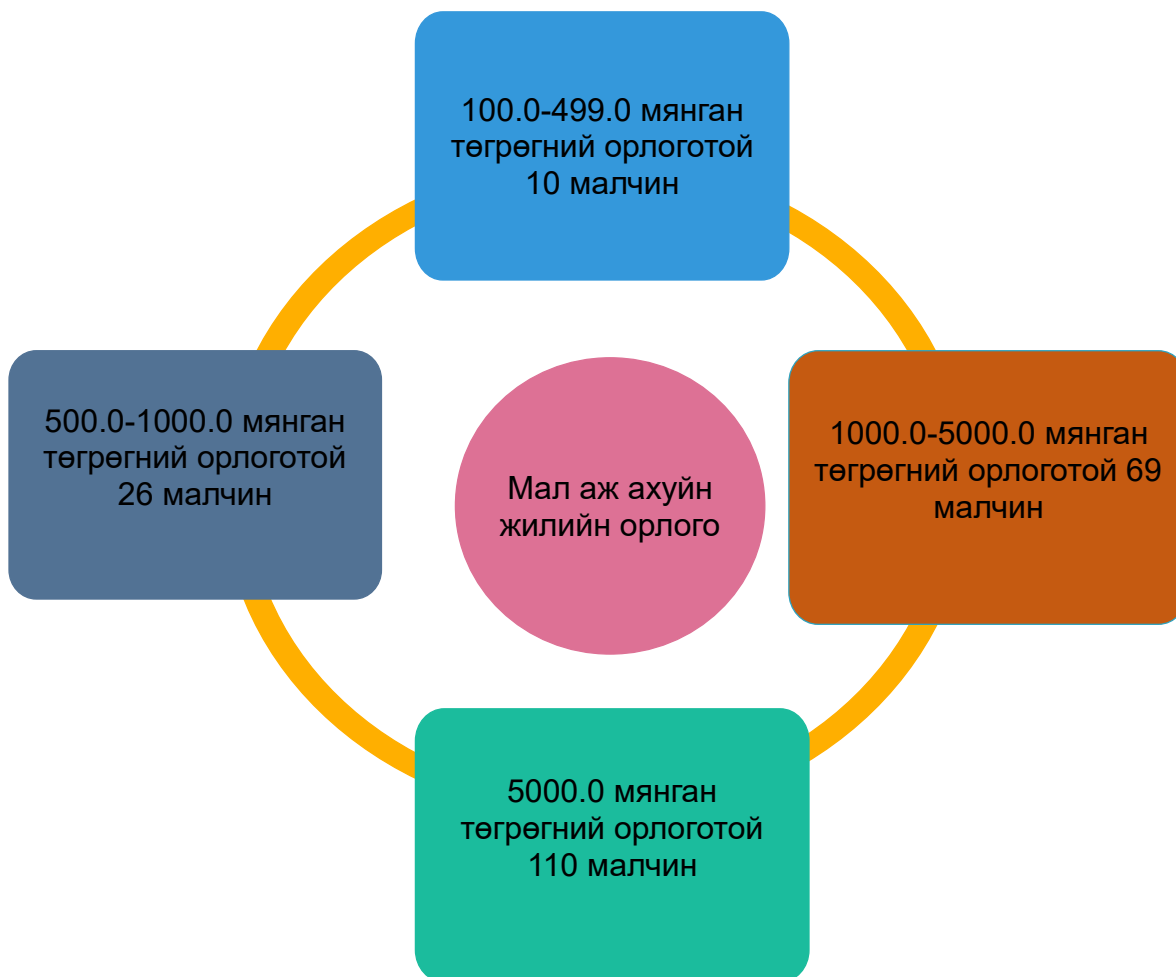 100.0-499.0 мянган
төгрөгний орлоготой
10 малчин
500.0-1000.0 мянган
төгрөгний орлоготой
26 малчин
Мал аж ахуйн
жилийн орлого
1000.0-5000.0 мянган
төгрөгний орлоготой 69
малчин
5000.0 мянган
төгрөгний орлоготой
110 малчин